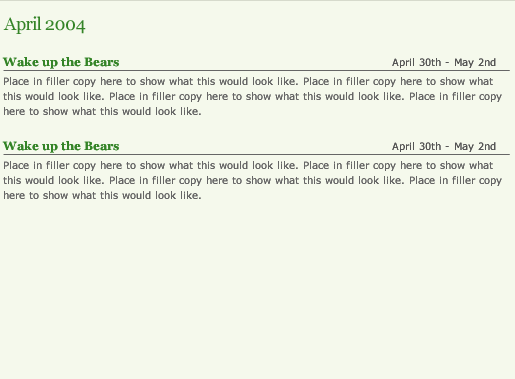 April 2004
Wake up the Bears April 30th - May 2nd
Place in filler copy here to show what this would look like. Place in filler copy here to show what
this would look like. Place in filler copy here to show what this would look like. Place in filler copy
here to show what this would look like.
Wake up the Bears April 30th - May 2nd
Place in filler copy here to show what this would look like. Place in filler copy here to show what
this would look like. Place in filler copy here to show what this would look like. Place in filler copy
here to show what this would look like.